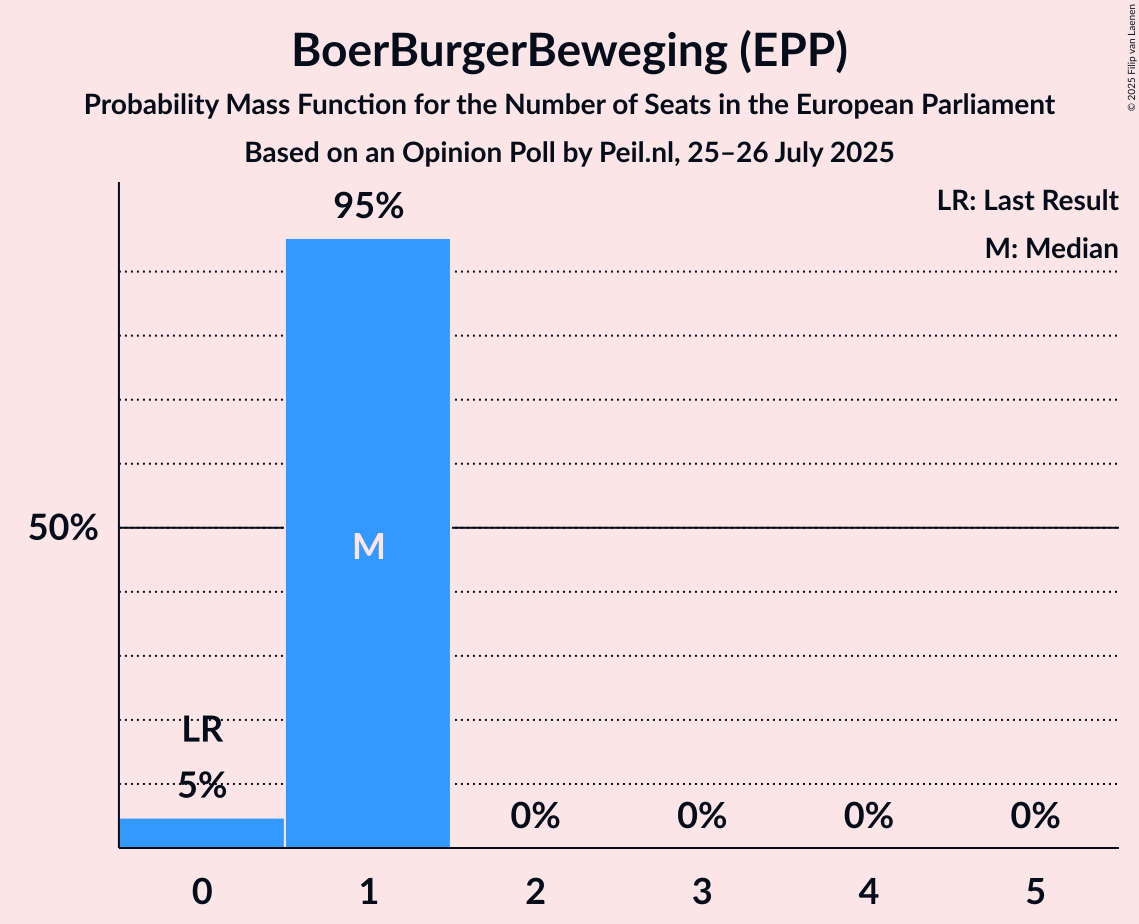 BoerBurgerBeweging (EPP)
Probability Mass Function for the Number of Seats in the European Parliament
Based on an Opinion Poll by Peil.nl, 25–26 July 2025
© 2025 Filip van Laenen
LR: Last Result
M: Median
95%
50%
M
LR
5%
0% 0% 0% 0%
0 1 2 3 4 5